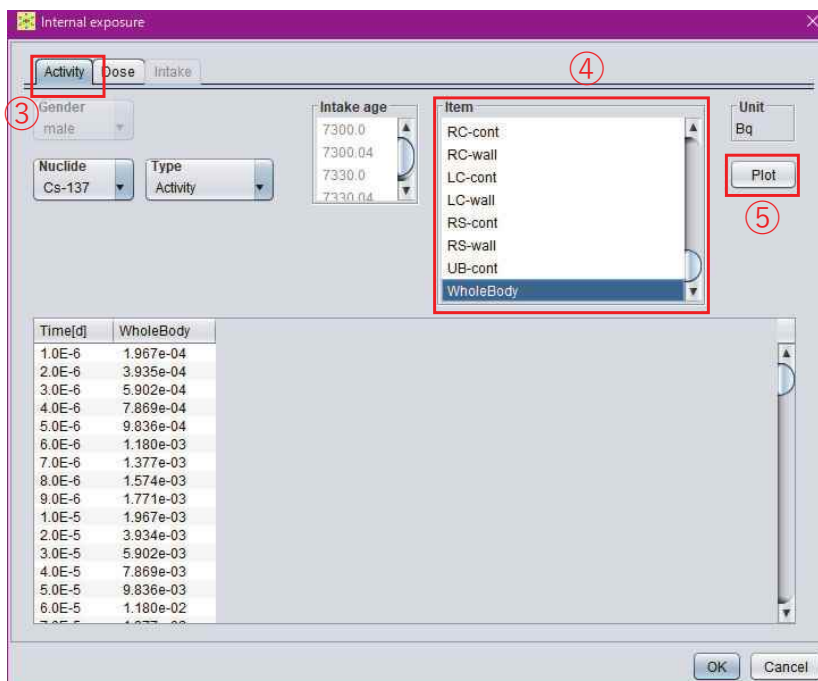 Internal exposure
Activity Dose Intake
③
④
Gender
male
Nuclide
Cs-137
Type
Activity
Intake age
7300.0
7300.04
7330.0
7330.04
Item
RC-cont
RC-wall
LC-cont
LC-wall
RS-cont
RS-wall
UB-cont
WholeBody
Unit
Bq
Plot
⑤
Time[d] WholeBody
1.0E-6 1.967e-04
2.0E-6 3.935e-04
3.0E-6 5.902e-04
4.0E-6 7.869e-04
5.0E-6 9.836e-04
6.0E-6 1.180e-03
7.0E-6 1.377e-03
8.0E-6 1.574e-03
9.0E-6 1.771e-03
1.0E-5 1.967e-03
2.0E-5 3.934e-03
3.0E-5 5.902e-03
4.0E-5 7.869e-03
5.0E-5 9.836e-03
6.0E-5 1.180e-02
OK Cancel